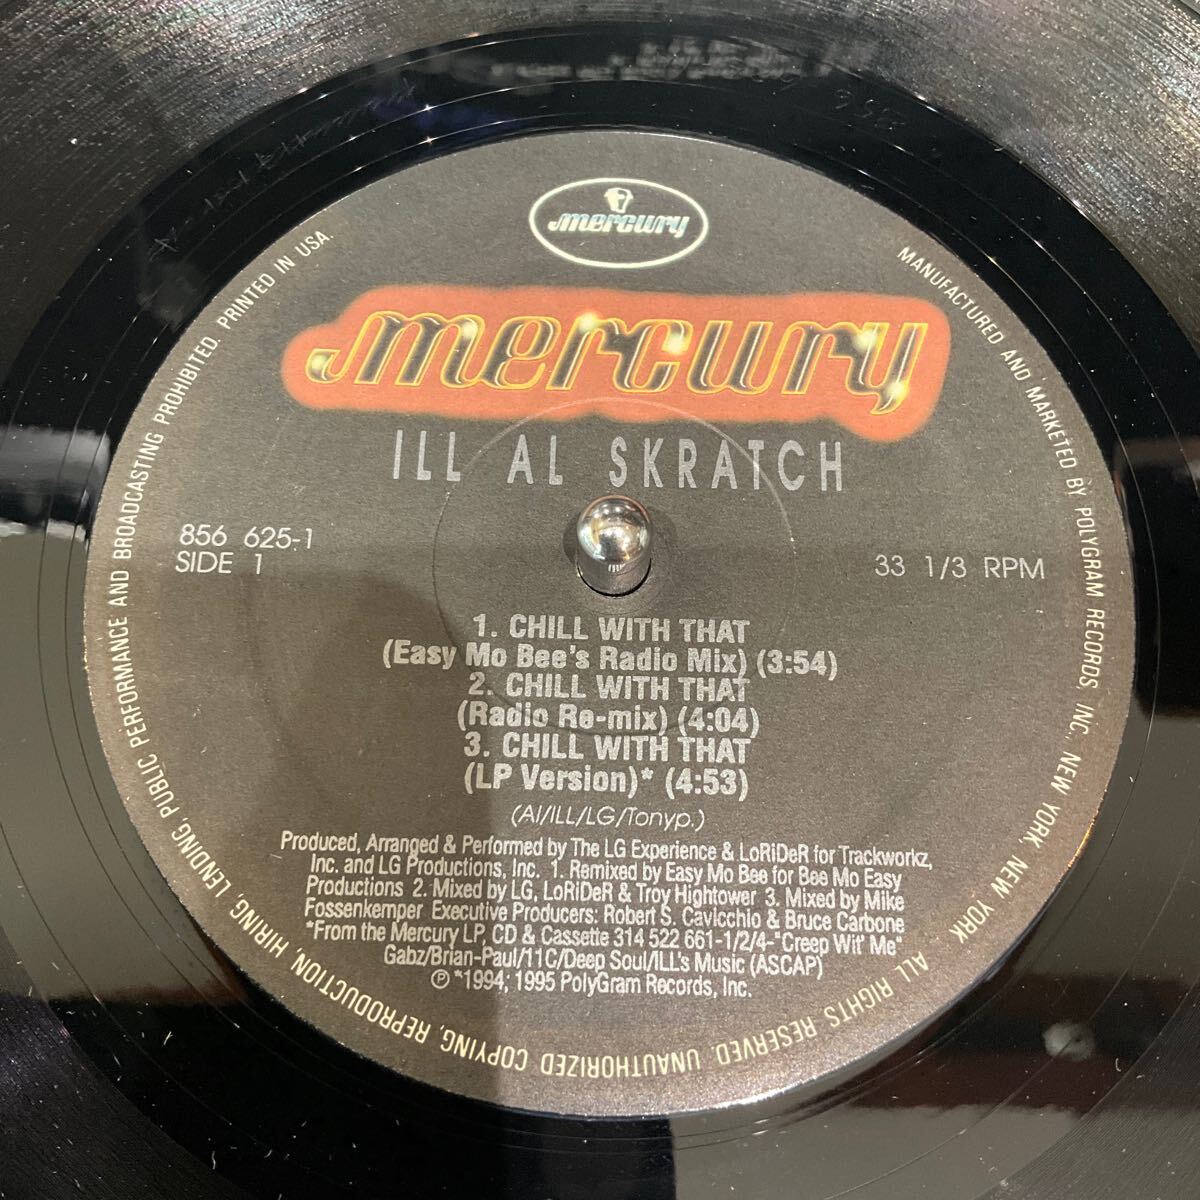 mercury
mercury
ILL AL SKRATCH
856 625-1
SIDE 1
33 1/3 RPM
1. CHILL WITH THAT
(Easy Mo Bee's Radio Mix) (3:54)
2. CHILL WITH THAT
(Radio Re-mix) (4:04)
3. CHILL WITH THAT
(LP Version)* (4:53)
(Al/ILL/LG/Tonyp.)
Produced, Arranged & Performed by The LG Experience & LoRiDeR for Trackworkz,
Inc. and LG Productions, Inc. 1. Remixed by Easy Mo Bee for Bee Mo Easy
Productions 2. Mixed by LG, LoRiDeR & Troy Hightower 3. Mixed by Mike
Fossenkemper Executive Producers: Robert S. Cavicchio & Bruce Carbone
*From the Mercury LP, CD & Cassette 314 522 661-1/2/4-"Creep Wit' Me"
Gabz/Brian-Paul/11C/Deep Soul/ILL's Music (ASCAP)
℗ *1994; 1995 PolyGram Records, Inc.
MANUFACTURED AND MARKETED BY POLYGRAM RECORDS, INC., NEW YORK, NEW YORK. ALL RIGHTS RESERVED. UNAUTHORIZED COPYING, REPRODUCTION, HIRING, LENDING, PUBLIC PERFORMANCE AND BROADCASTING PROHIBITED. PRINTED IN USA.